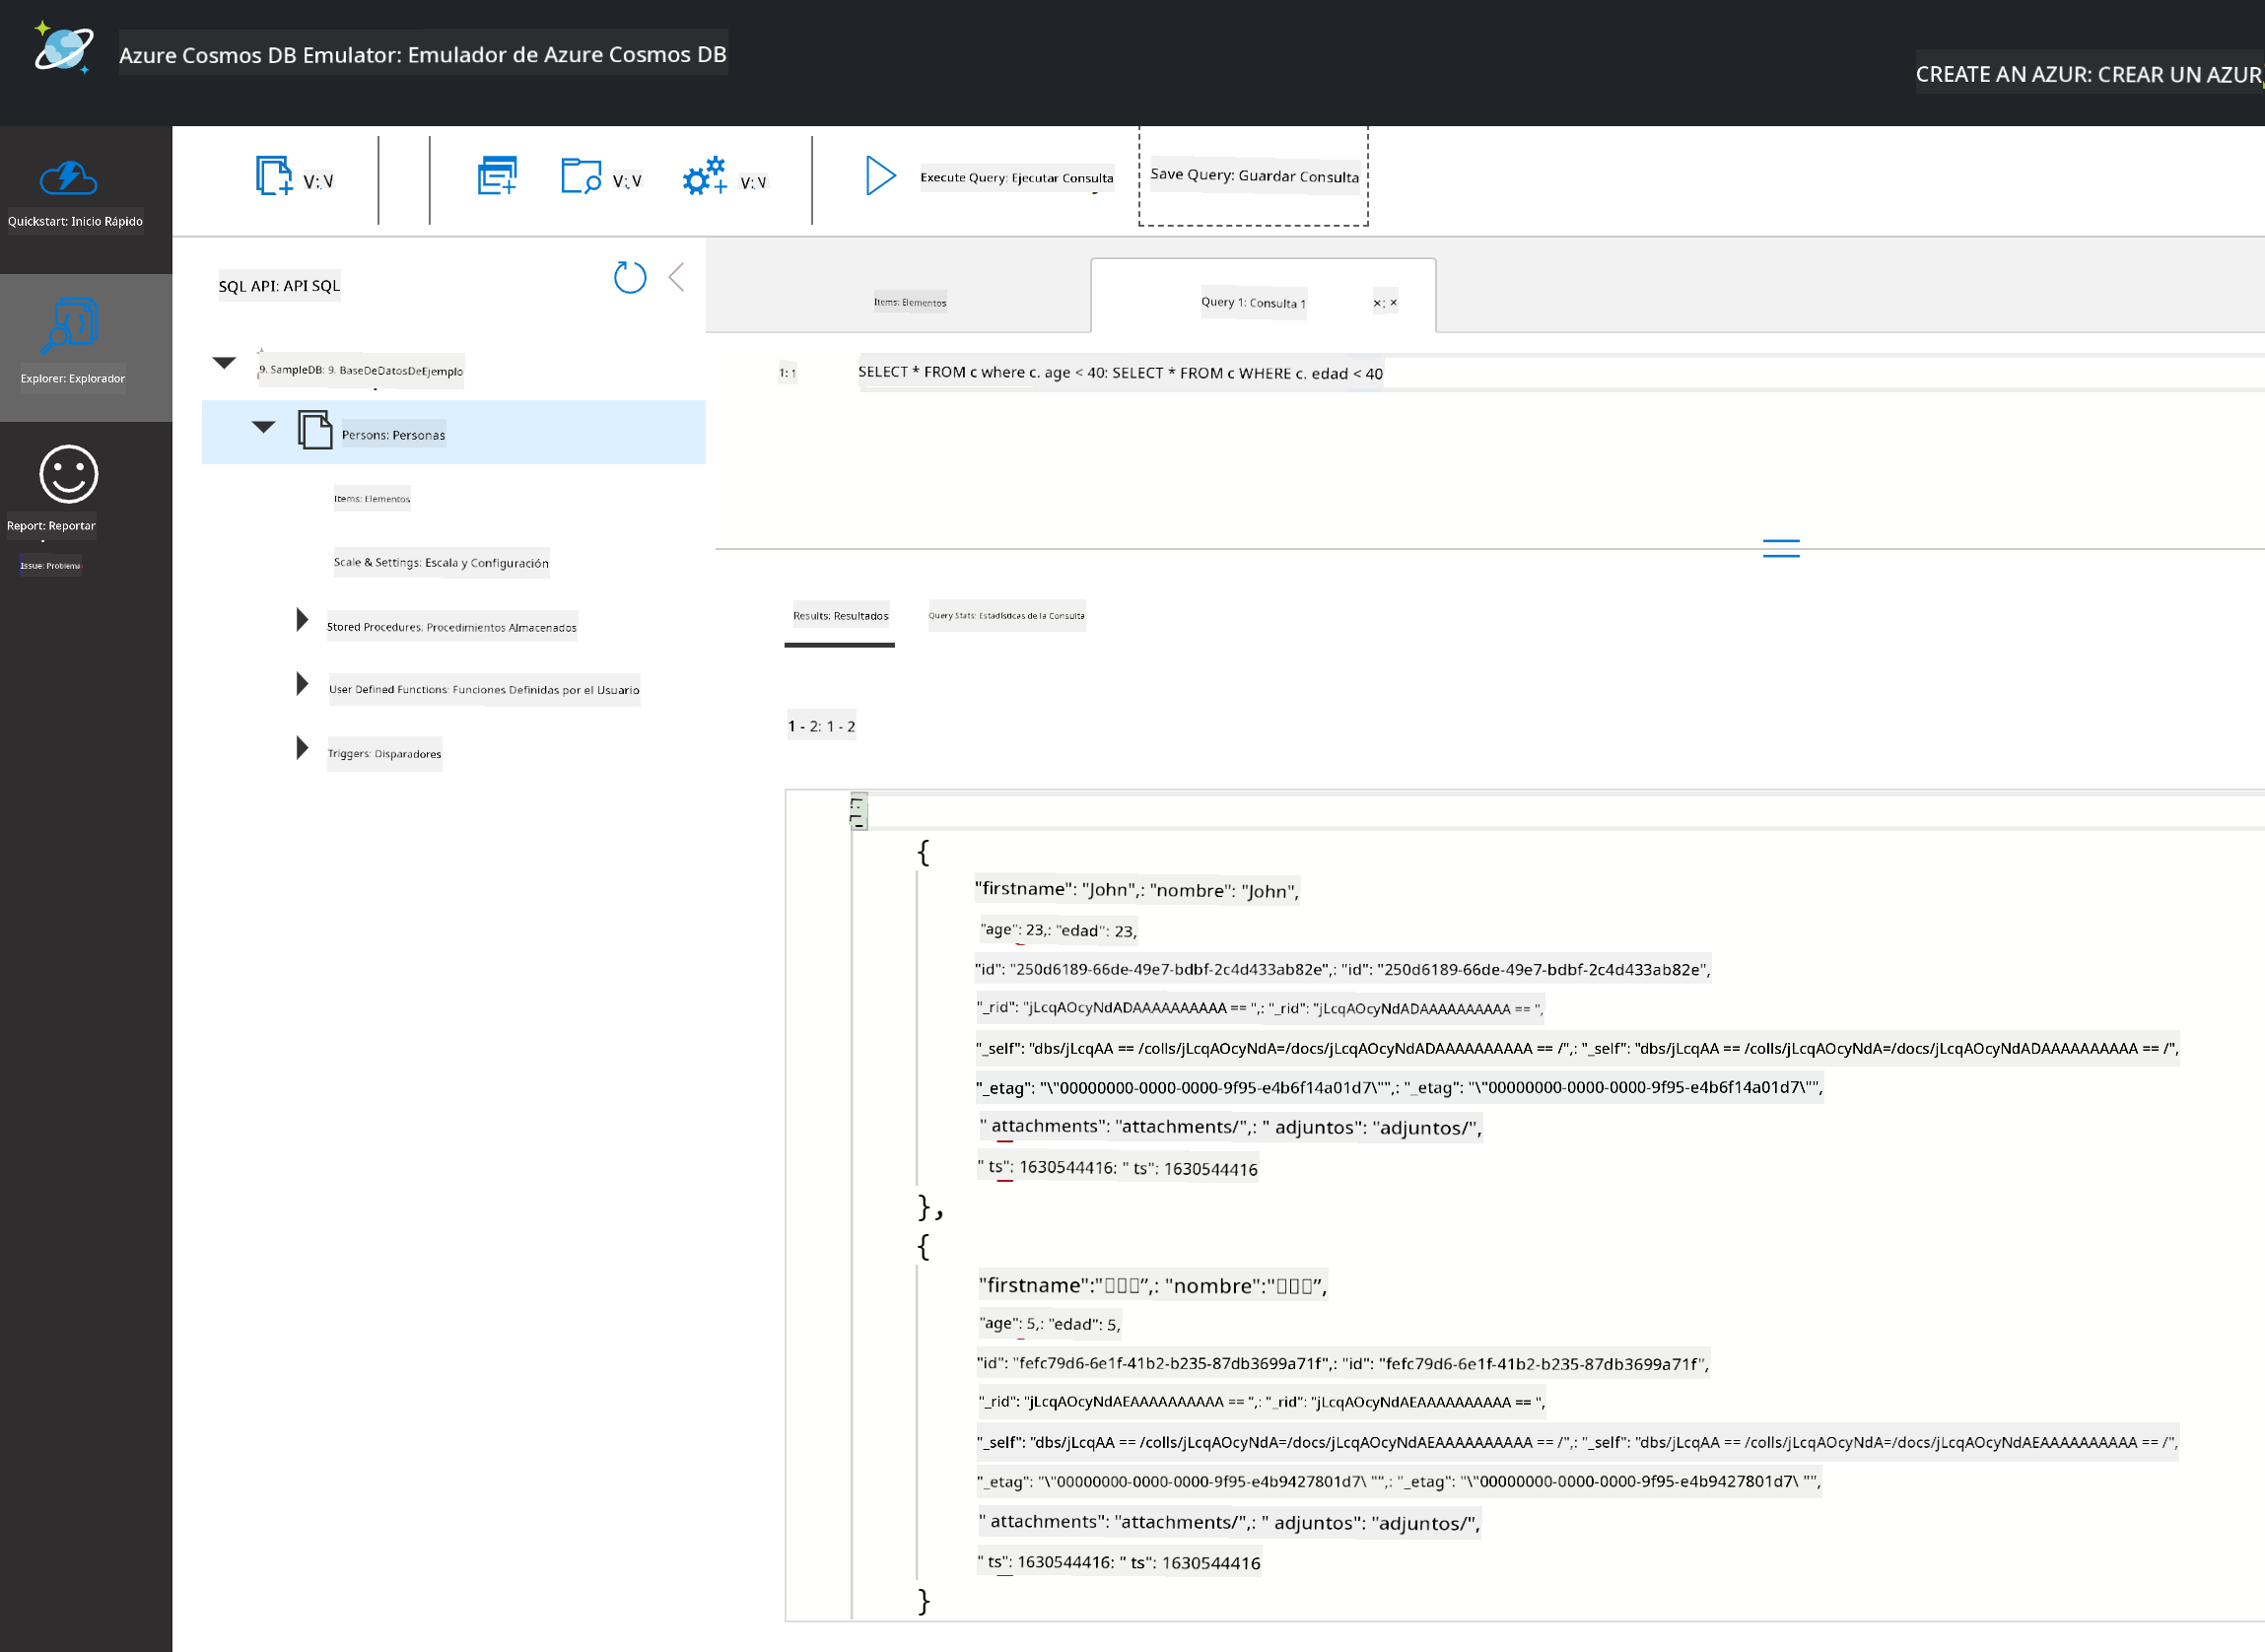 Azure Cosmos DB Emulator: Emulador de Azure Cosmos DB
CREATE AN AZUR: CREAR UN AZUR
V: V
V: V
V: V
Execute Query: Ejecutar Consulta
Save Query: Guardar Consulta
Quickstart: Inicio Rápido
Explorer: Explorador
Report: Reportar
Issue: Problema
SQL API: API SQL
9. SampleDB: 9. BaseDeDatosDeEjemplo
Persons: Personas
Items: Elementos
Scale & Settings: Escala y Configuración
Stored Procedures: Procedimientos Almacenados
User Defined Functions: Funciones Definidas por el Usuario
Triggers: Disparadores
Items: Elementos
Query 1: Consulta 1
×: ×
1: 1
SELECT * FROM c where c. age < 40: SELECT * FROM c WHERE c. edad < 40
Results: Resultados
Query Stats: Estadísticas de la Consulta
1 - 2: 1 - 2
[: [
{
"firstname": "John",: "nombre": "John",
"age": 23,: "edad": 23,
"id": "250d6189-66de-49e7-bdbf-2c4d433ab82e",: "id": "250d6189-66de-49e7-bdbf-2c4d433ab82e",
"_rid": "jLcqAOcyNdADAAAAAAAAAA == ",: "_rid": "jLcqAOcyNdADAAAAAAAAAA == ",
"_self": "dbs/jLcqAA == /colls/jLcqAOcyNdA=/docs/jLcqAOcyNdADAAAAAAAAAA == /",: "_self": "dbs/jLcqAA == /colls/jLcqAOcyNdA=/docs/jLcqAOcyNdADAAAAAAAAAA == /",
"_etag": "\"00000000-0000-0000-9f95-e4b6f14a01d7\"",: "_etag": "\"00000000-0000-0000-9f95-e4b6f14a01d7\"",
" attachments": "attachments/",: " adjuntos": "adjuntos/",
" ts": 1630544416: " ts": 1630544416
},
{
"firstname":"□□□”,: "nombre":"□□□”,
"age": 5,: "edad": 5,
"id": "fefc79d6-6e1f-41b2-b235-87db3699a71f",: "id": "fefc79d6-6e1f-41b2-b235-87db3699a71f",
"_rid": "jLcqAOcyNdAEAAAAAAAAAA == ",: "_rid": "jLcqAOcyNdAEAAAAAAAAAA == ",
"_self": "dbs/jLcqAA == /colls/jLcqAOcyNdA=/docs/jLcqAOcyNdAEAAAAAAAAAA == /",: "_self": "dbs/jLcqAA == /colls/jLcqAOcyNdA=/docs/jLcqAOcyNdAEAAAAAAAAAA == /",
"_etag": "\"00000000-0000-0000-9f95-e4b9427801d7\ "",: "_etag": "\"00000000-0000-0000-9f95-e4b9427801d7\ "",
" attachments": "attachments/",: " adjuntos": "adjuntos/",
" ts": 1630544416: " ts": 1630544416
}